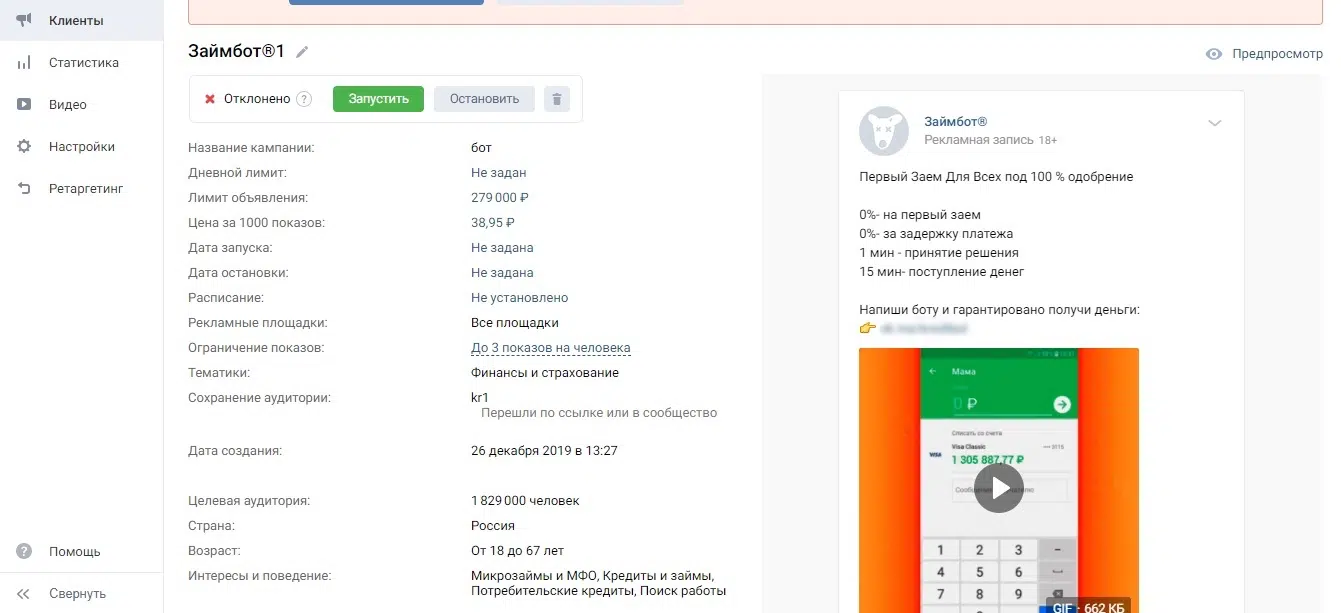 Клиенты
Статистика
Видео
Настройки
Ретаргетинг
Помощь
Свернуть
Займбот®1
Отклонено ?
Запустить
Остановить
Название кампании: бот
Дневной лимит: Не задан
Лимит объявления: 279 000 ₽
Цена за 1000 показов: 38,95 ₽
Дата запуска: Не задана
Дата остановки: Не задана
Расписание: Не установлено
Рекламные площадки: Все площадки
Ограничение показов: До 3 показов на человека
Тематики: Финансы и страхование
Сохранение аудитории: kr1
Перешли по ссылке или в сообщество
Дата создания: 26 декабря 2019 в 13:27
Целевая аудитория: 1 829 000 человек
Страна: Россия
Возраст: От 18 до 67 лет
Интересы и поведение: Микрозаймы и МФО, Кредиты и займы,
Потребительские кредиты, Поиск работы
Предпросмотр
Займбот®
Рекламная запись 18+
Первый Заем Для Всех под 100 % одобрение
0%- на первый заем
0%- за задержку платежа
1 мин - принятие решения
15 мин- поступление денег
Напиши боту и гарантировано получи деньги:
Мама
0 ₽
Списать со счета
Visa Classic
3115
VISA
1 305 887,77 ₽
1 2 3 -
4 5 6
7 8 9
GIF - 662 КБ